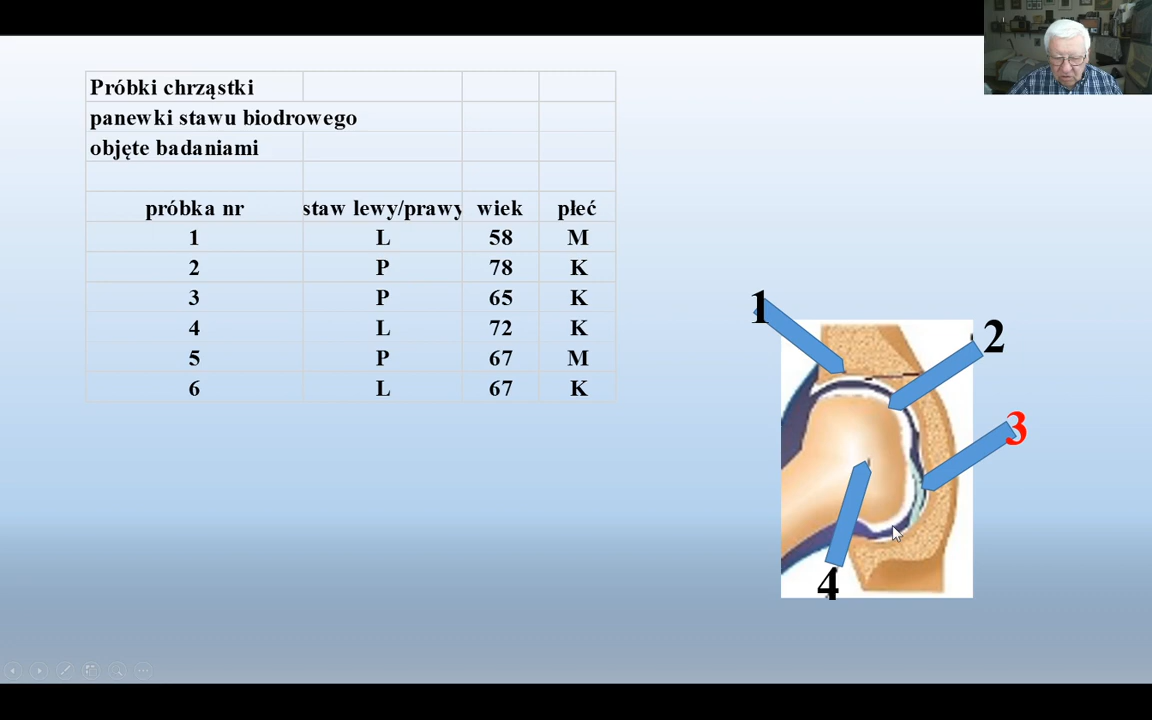 Próbki chrząstki
panewki stawu biodrowego
objęte badaniami
próbka nr staw lewy/prawy wiek płeć
1 L 58 M
2 P 78 K
3 P 65 K
4 L 72 K
5 P 67 M
6 L 67 K
1
2
3
4